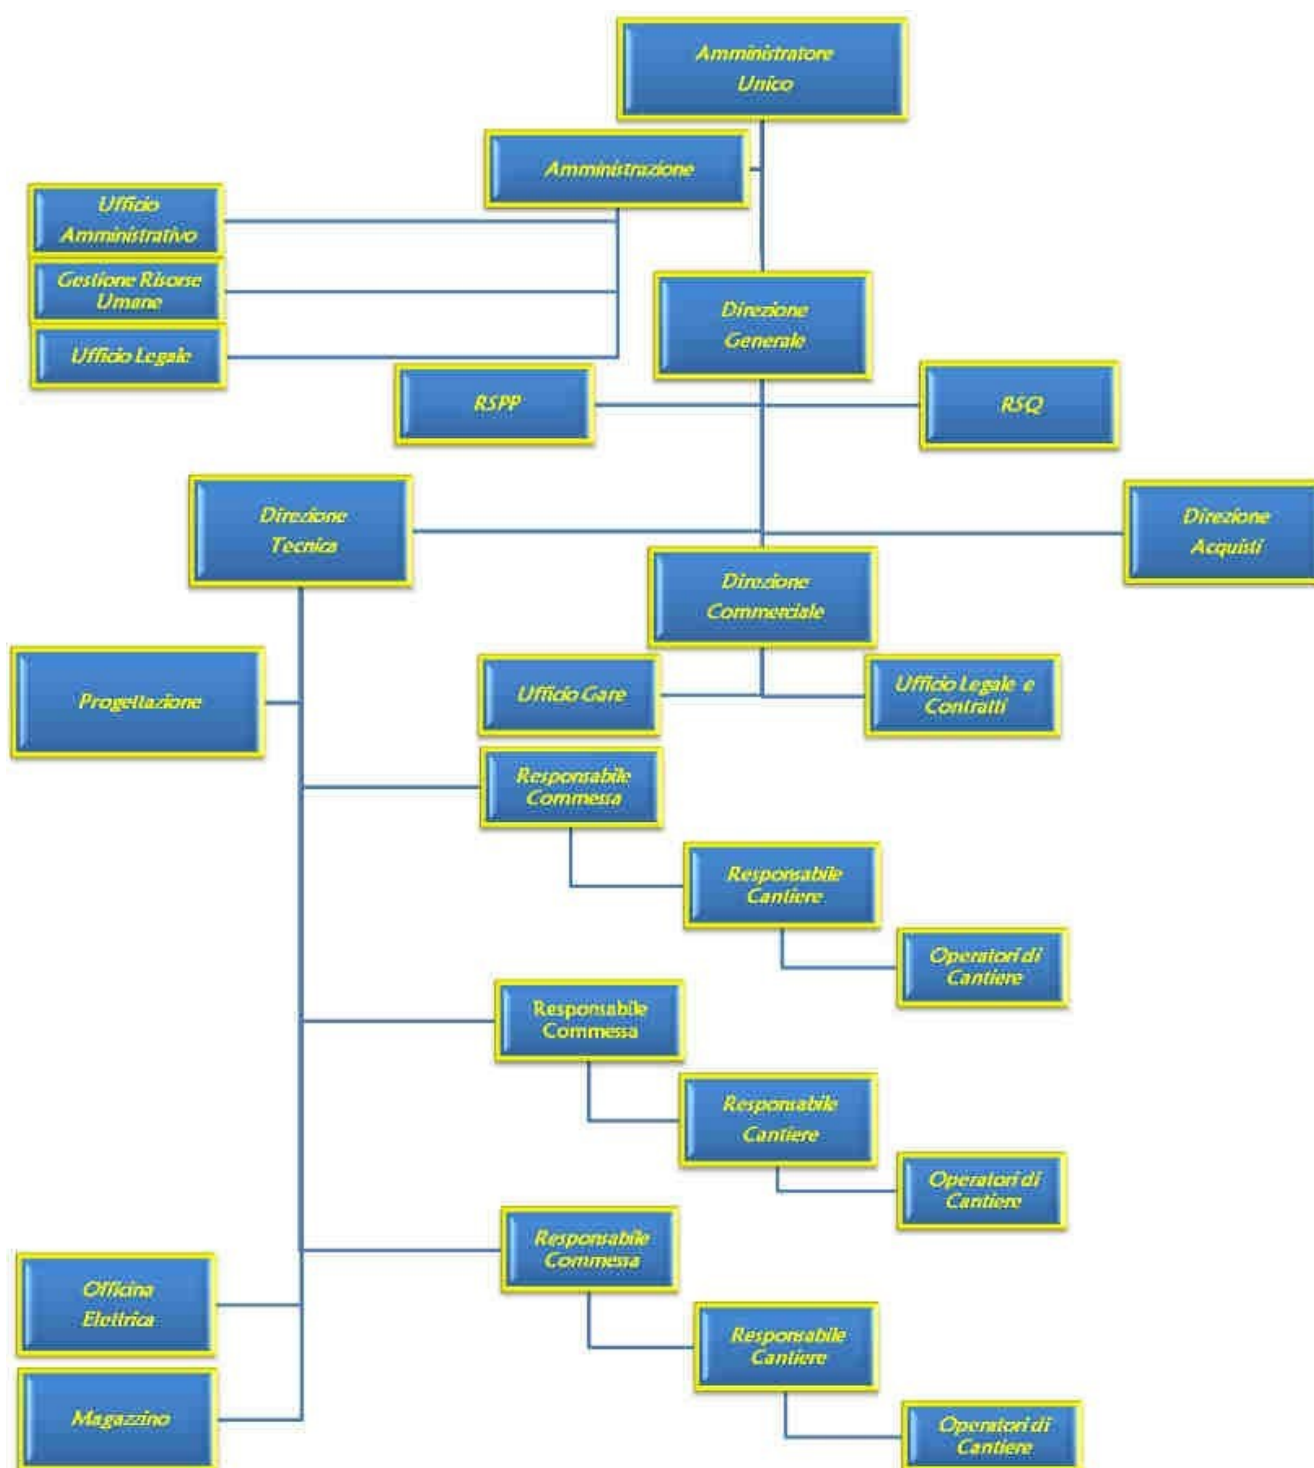 Amministratore
Unico
Amministrazione
Ufficio
Amministrativo
Gestione Risorse
Umane
Ufficio Legale
Direzione
Generale
RSPP
RSQ
Direzione
Tecnica
Direzione
Acquisti
Direzione
Commerciale
Progettazione
Ufficio Gare
Ufficio Legale e
Contratti
Responsabile
Commessa
Responsabile
Cantiere
Operatori di
Cantiere
Responsabile
Commessa
Responsabile
Cantiere
Operatori di
Cantiere
Responsabile
Commessa
Officina
Elettrica
Responsabile
Cantiere
Magazzino
Operatori di
Cantiere